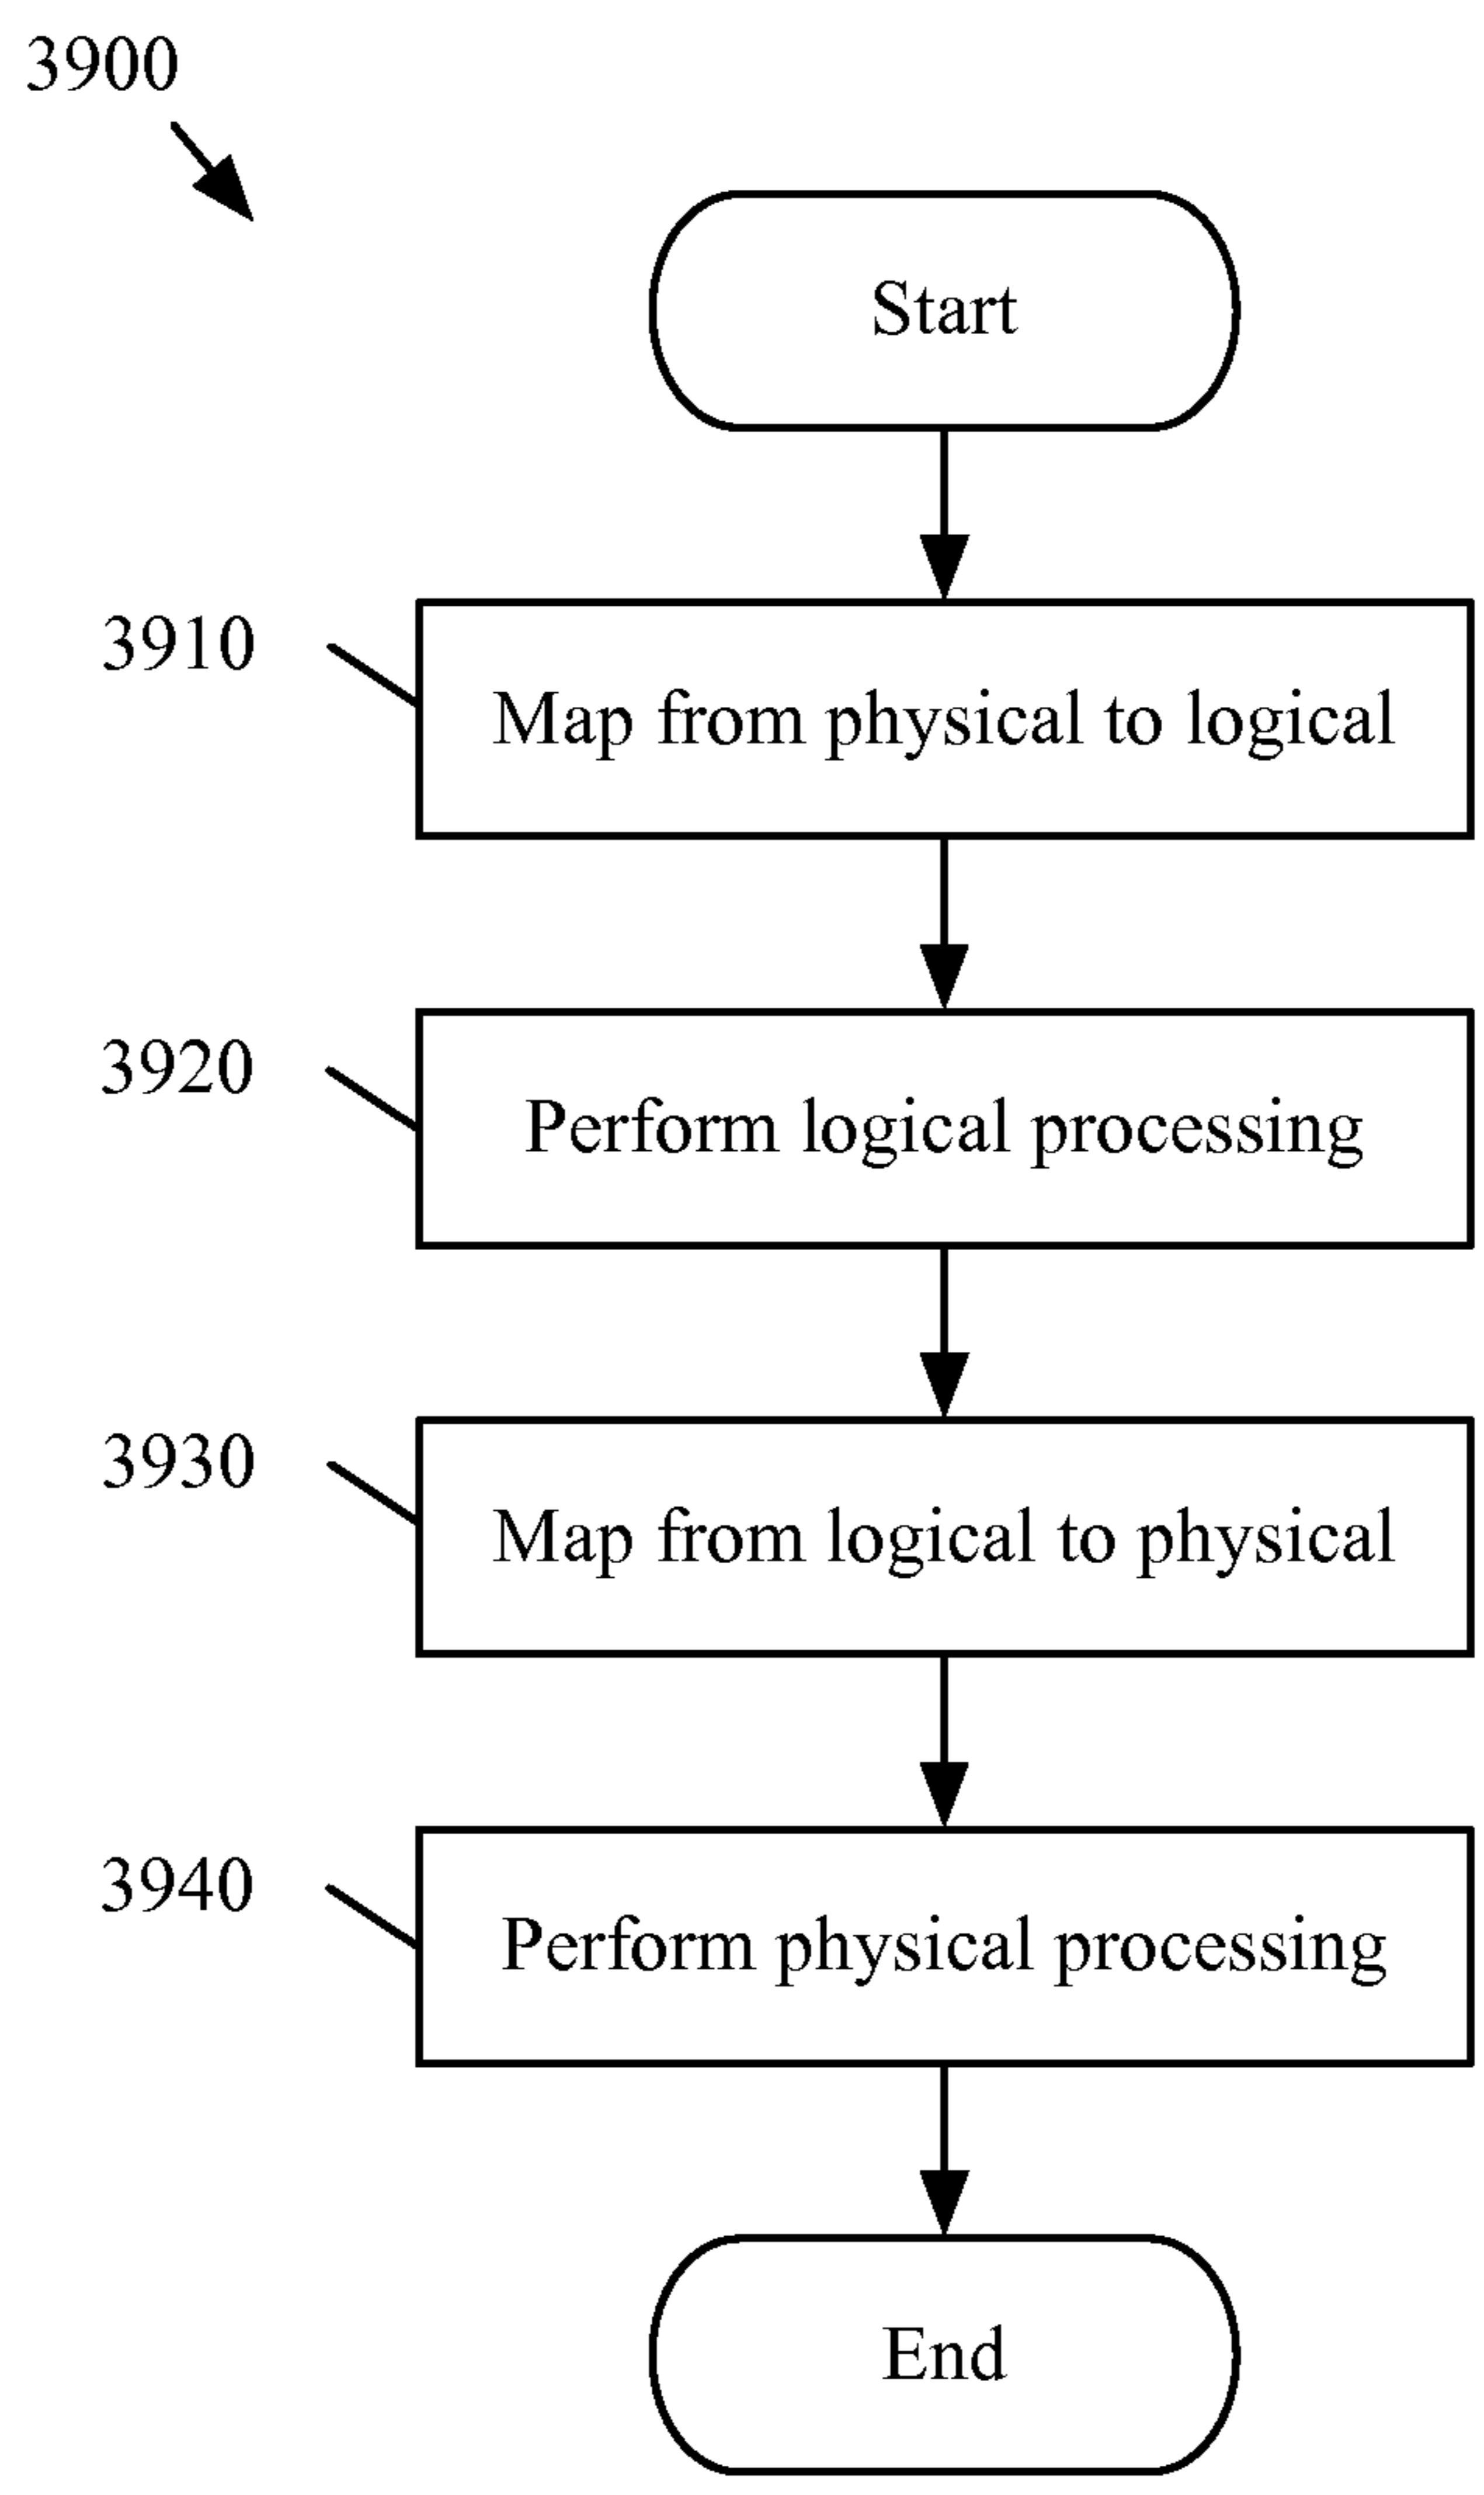 3900
Start
3910
Map from physical to logical
3920
Perform logical processing
3930
Map from logical to physical
3940
Perform physical processing
End